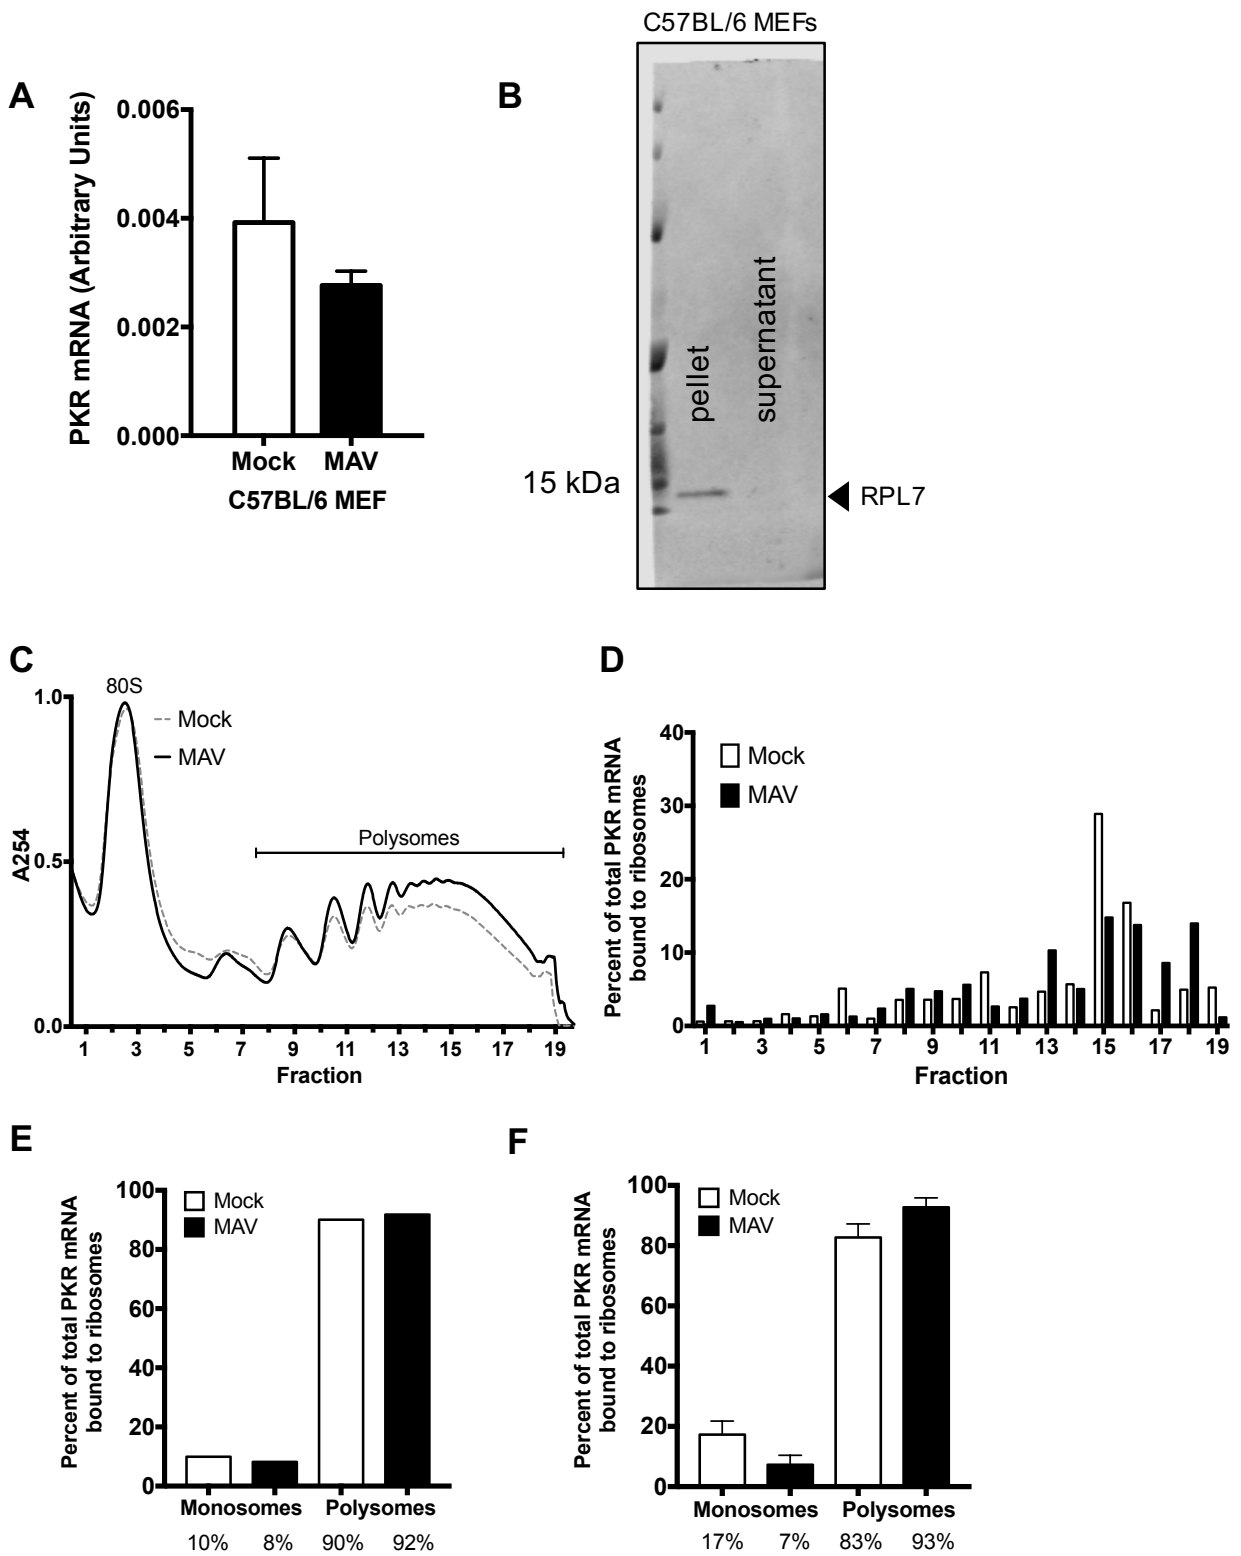 A
PKR mRNA (Arbitrary Units)
0.006
0.004
0.002
0.000
Mock MAV
C57BL/6 MEF
B
C57BL/6 MEFs
pellet
supernatant
15 kDa
RPL7
C
80S
1.0
0.5
0.0
A254
Mock
MAV
Polysomes
1 3 5 7 9 11 13 15 17 19
Fraction
D
Percent of total PKR mRNA
bound to ribosomes
40
30
20
10
0
Mock
MAV
1 3 5 7 9 11 13 15 17 19
Fraction
E
Percent of total PKR mRNA
bound to ribosomes
100
80
60
40
20
0
Mock
MAV
Monosomes Polysomes
10% 8% 90% 92%
F
Percent of total PKR mRNA
bound to ribosomes
100
80
60
40
20
0
Mock
MAV
Monosomes Polysomes
17% 7% 83% 93%